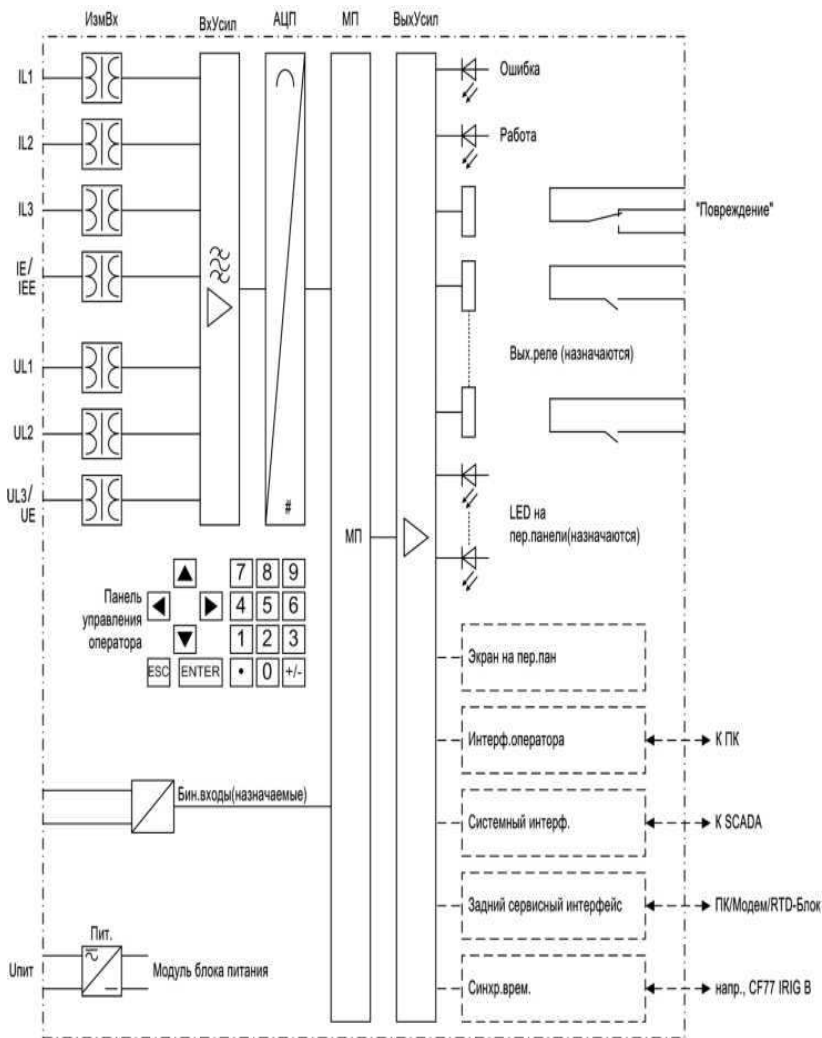 ИзмВх
ВхУсил
АЦП
МП
ВыхУсил
IL1
IL2
IL3
IE/
IEE
UL1
UL2
UL3/
UE
#
МП
Ошибка
Работа
"Повреждение"
Вых.реле (назначаются)
LED на
пер.панели(назначаются)
Панель
управления
оператора
7 8 9
4 5 6
1 2 3
ESC ENTER • 0 +/-
Экран на пер.пан
Интерф.оператора
К ПК
Бин.входы(назначаемые)
Системный интерф.
К SCADA
Задний сервисный интерфейс
ПК/Модем/RTD-Блок
Пит.
Uпит
Модуль блока питания
Синхр.врем.
напр., CF77 IRIG B